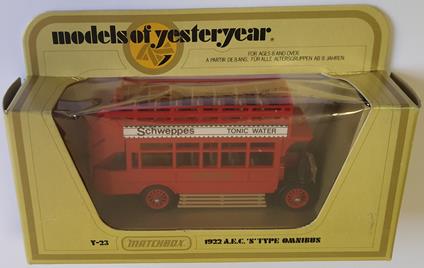 models of yesteryear
FOR AGES 8 AND OVER
A PARTIR DE 8 ANS. FÜR ALLE ALTERSGRUPPEN AB 8 JAHREN.
Schweppes TONIC WATER
Y-23 MATCHBOX 1922 A.E.C. 'S' TYPE OMNIBUS